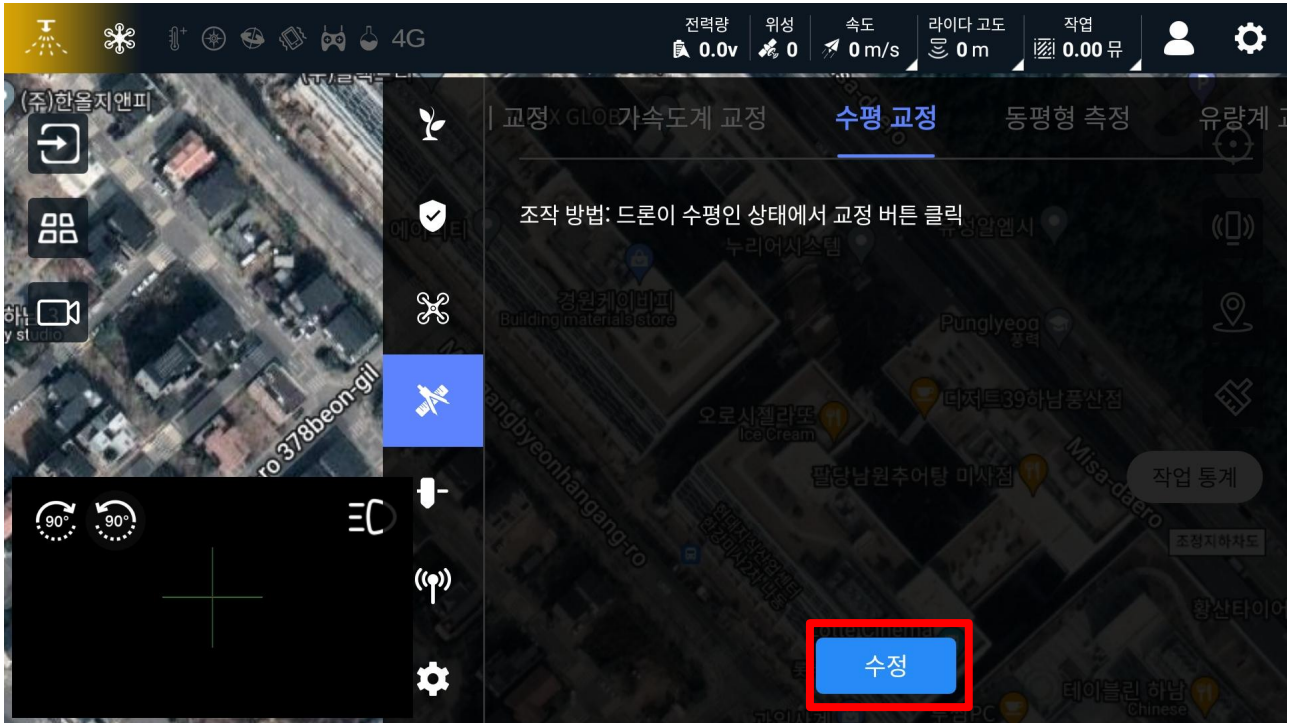 4G
전력량
0.0v
위성
0
속도
0 m/s
라이다 고도
0 m
작업
0.00 뮤
(주)한울지앤피
교정
가속도계 교정
수평 교정
동평형 측정
유량계
조작 방법: 드론이 수평인 상태에서 교정 버튼 클릭
누리어시스템
경원케이비피
Building materials store
Punglyeog
풍력
y studio
디저트39하남풍산점
오로시젤라또
Ice Cream
팔당남원추어탕 미사점
Misa-daero
작업 통계
조정지하차도
ro 378beon-gil
90°
90°
황산타이어
수정
테이블린 하남
Chinese